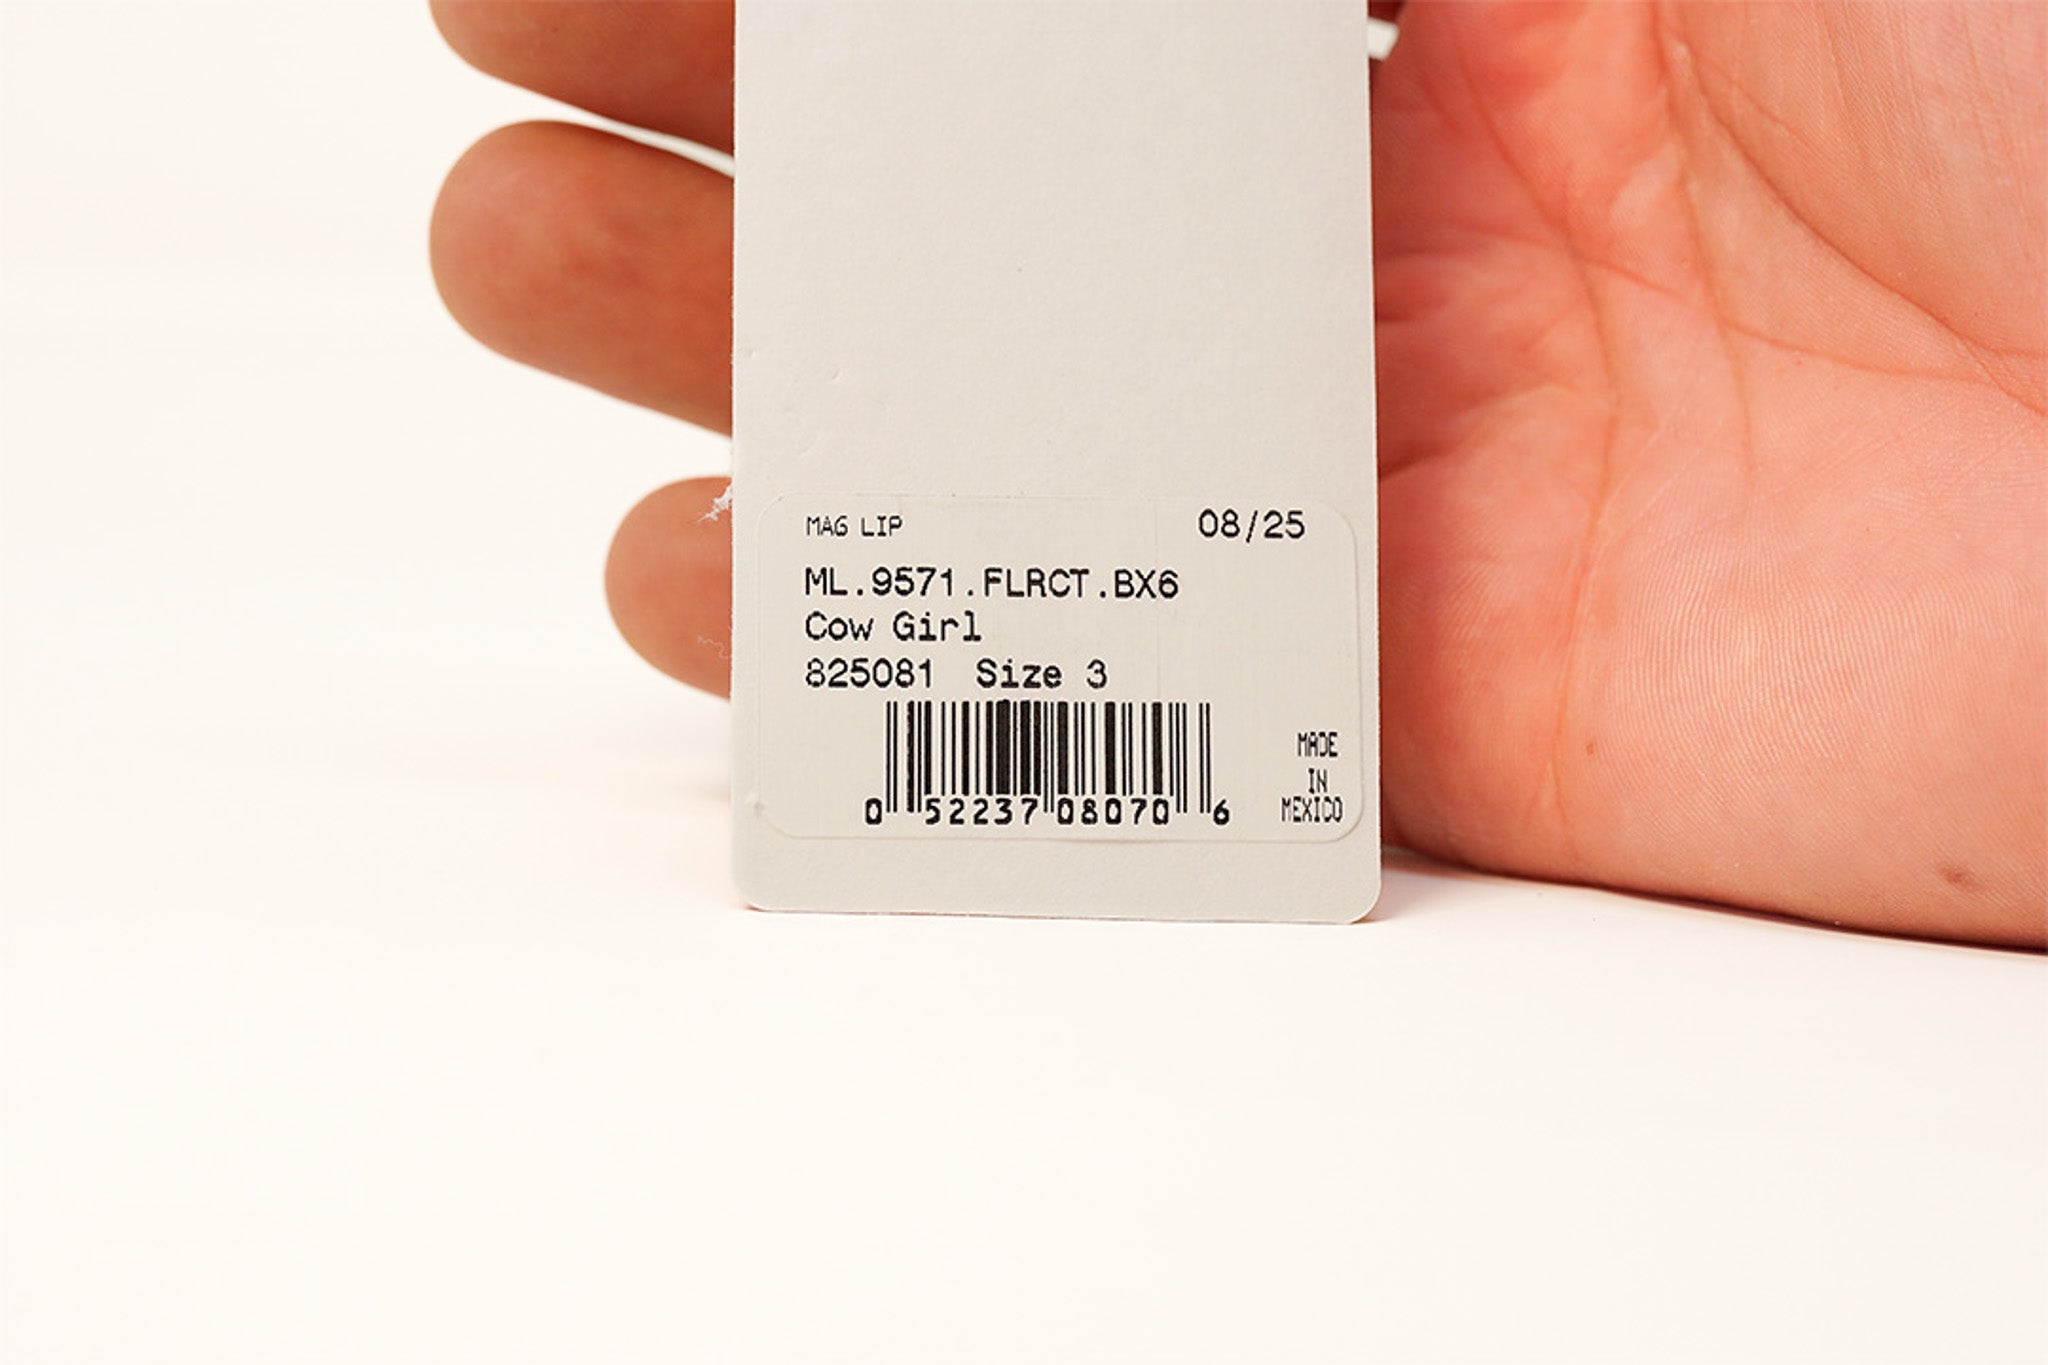 MAG LIP 08/25
ML.9571.FLRCT.BX6
Cow Girl
825081 Size 3
MADE
IN
MEXICO
0 52237 08070 6